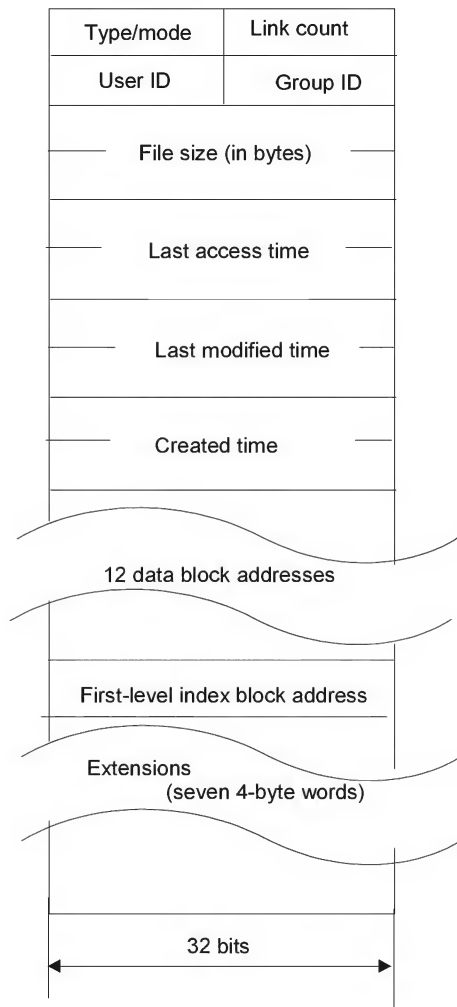 Type/mode Link count
User ID Group ID
File size (in bytes)
Last access time
Last modified time
Created time
12 data block addresses
First-level index block address
Extensions
(seven 4-byte words)
32 bits